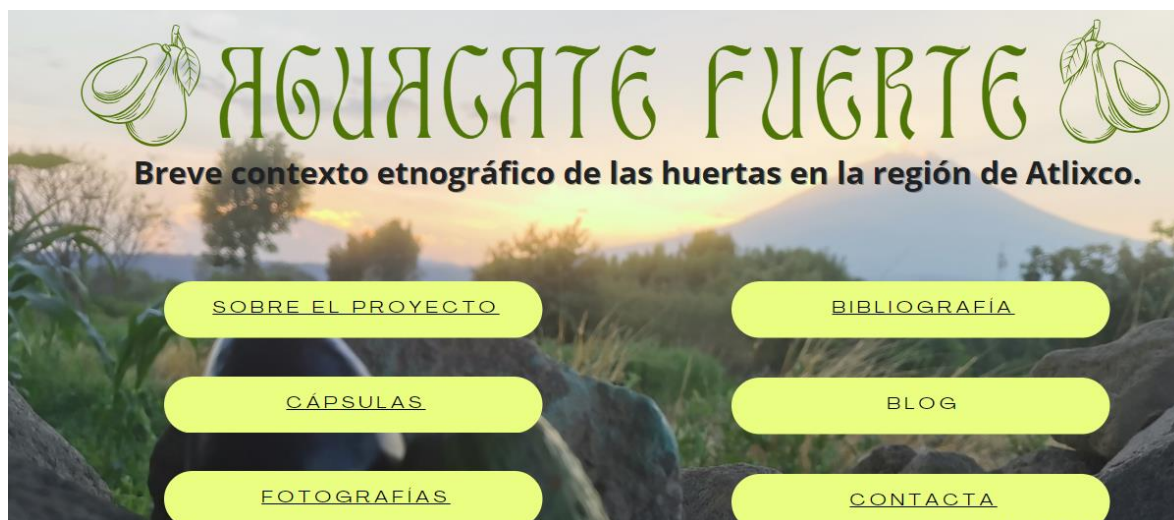 AGUACATE FUERTE
Breve contexto etnográfico de las huertas en la región de Atlixco.
SOBRE EL PROYECTO
BIBLIOGRAFÍA
CÁPSULAS
BLOG
FOTOGRAFÍAS
CONTACTA